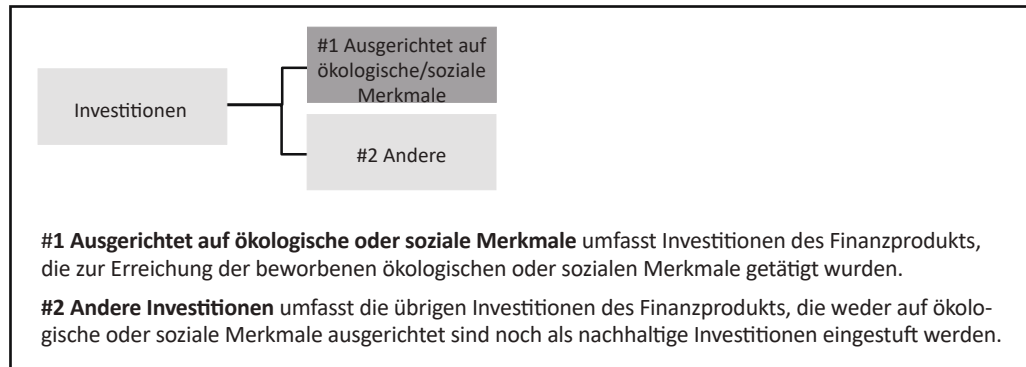 #1 Ausgerichtet auf
ökologische/soziale
Merkmale
Investitionen
#2 Andere
#1 Ausgerichtet auf ökologische oder soziale Merkmale umfasst Investitionen des Finanzprodukts,
die zur Erreichung der beworbenen ökologischen oder sozialen Merkmale getätigt wurden.
#2 Andere Investitionen umfasst die übrigen Investitionen des Finanzprodukts, die weder auf ökolo-
gische oder soziale Merkmale ausgerichtet sind noch als nachhaltige Investitionen eingestuft werden.